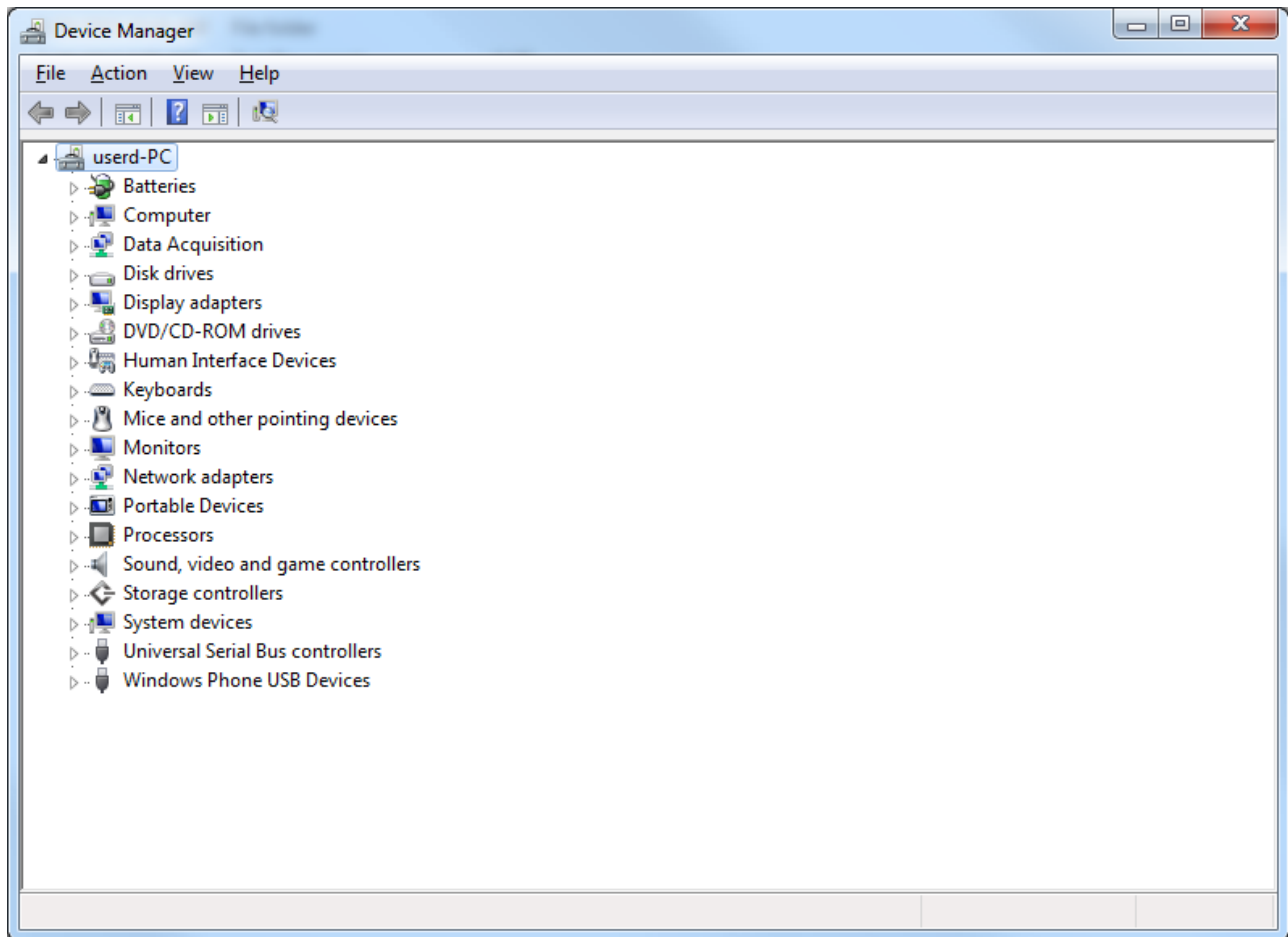 Device Manager
File Action View Help
userd-PC
Batteries
Computer
Data Acquisition
Disk drives
Display adapters
DVD/CD-ROM drives
Human Interface Devices
Keyboards
Mice and other pointing devices
Monitors
Network adapters
Portable Devices
Processors
Sound, video and game controllers
Storage controllers
System devices
Universal Serial Bus controllers
Windows Phone USB Devices